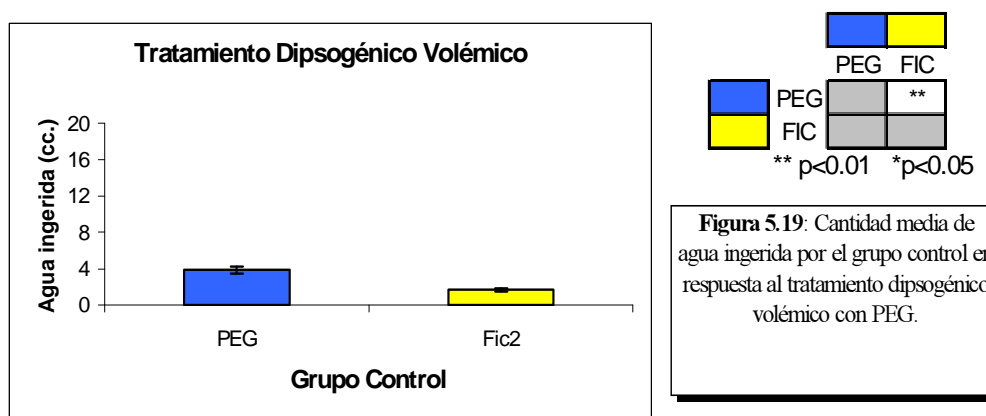 Tratamiento Dipsogénico Volémico
Agua ingerida (cc.)
20
16
12
8
4
0
PEG
Fic2
Grupo Control
PEG FIC
PEG **
FIC
** p<0.01 *p<0.05
Figura 5.19: Cantidad media de
agua ingerida por el grupo control en
respuesta al tratamiento dipsogénico
volémico con PEG.